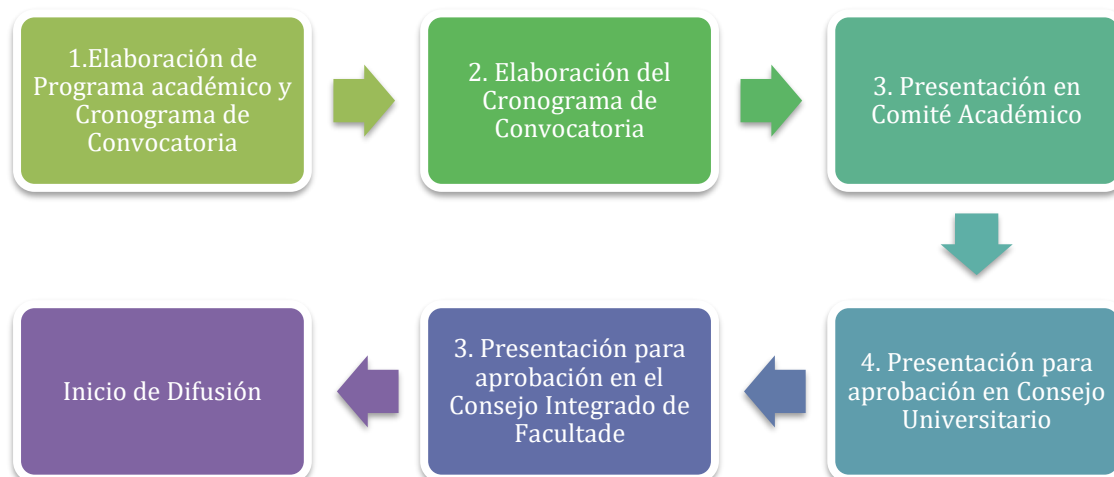 1.Elaboración de
Programa académico y
Cronograma de
Convocatoria
2. Elaboración del
Cronograma de
Convocatoria
3. Presentación en
Comité Académico
4. Presentación para
aprobación en Consejo
Universitario
3. Presentación para
aprobación en el
Consejo Integrado de
Facultade
Inicio de Difusión